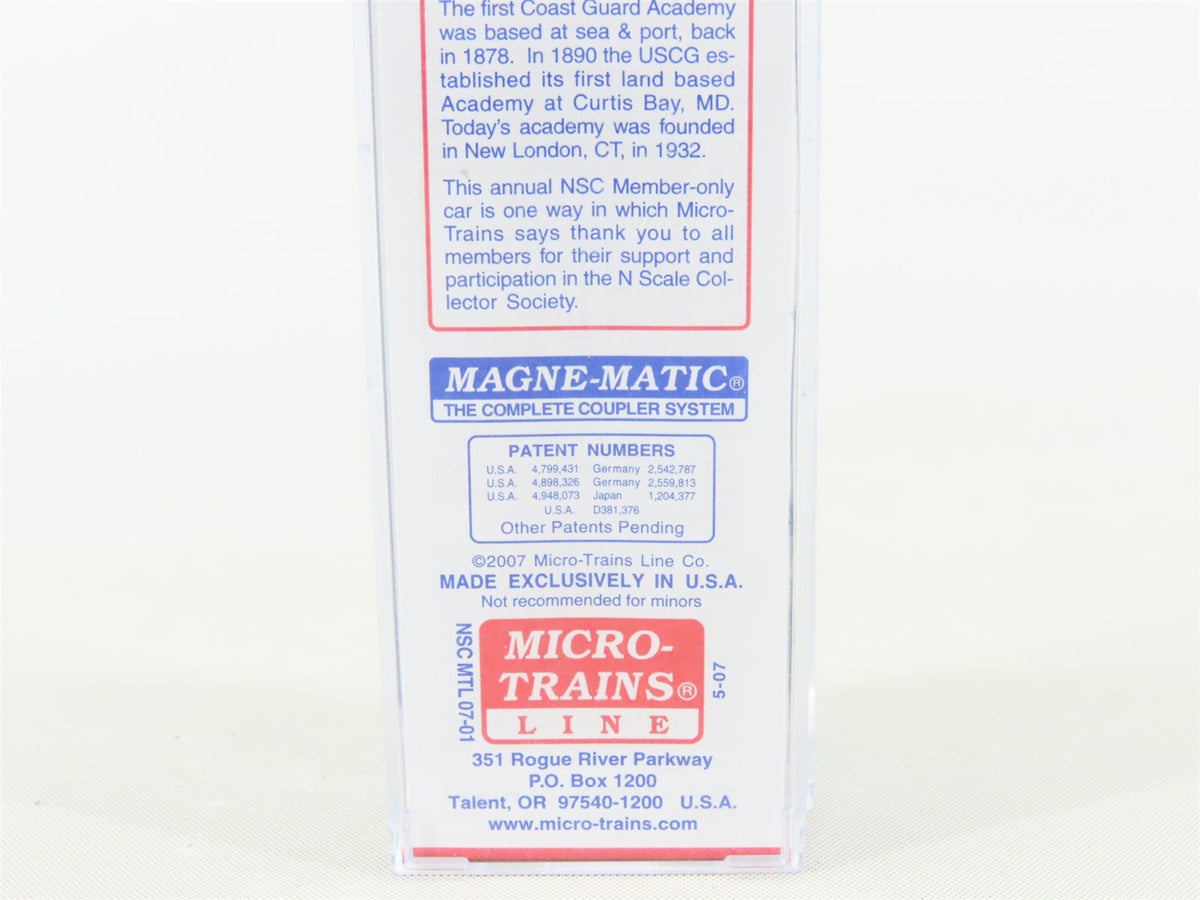 The first Coast Guard Academy
was based at sea & port, back
in 1878. In 1890 the USCG es-
tablished its first land based
Academy at Curtis Bay, MD.
Today's academy was founded
in New London, CT, in 1932.
This annual NSC Member-only
car is one way in which Micro-
Trains says thank you to all
members for their support and
participation in the N Scale Col-
lector Society.
MAGNE-MATIC®
THE COMPLETE COUPLER SYSTEM
PATENT NUMBERS
U.S.A. 4,799,431 Germany 2,542,787
U.S.A. 4,898,326 Germany 2,559,813
U.S.A. 4,948,073 Japan 1,204,377
U.S.A. D381,376
Other Patents Pending
©2007 Micro-Trains Line Co.
MADE EXCLUSIVELY IN U.S.A.
Not recommended for minors
NSC MTL 07-01
MICRO-
TRAINS®
LINE
5-07
351 Rogue River Parkway
P.O. Box 1200
Talent, OR 97540-1200 U.S.A.
www.micro-trains.com